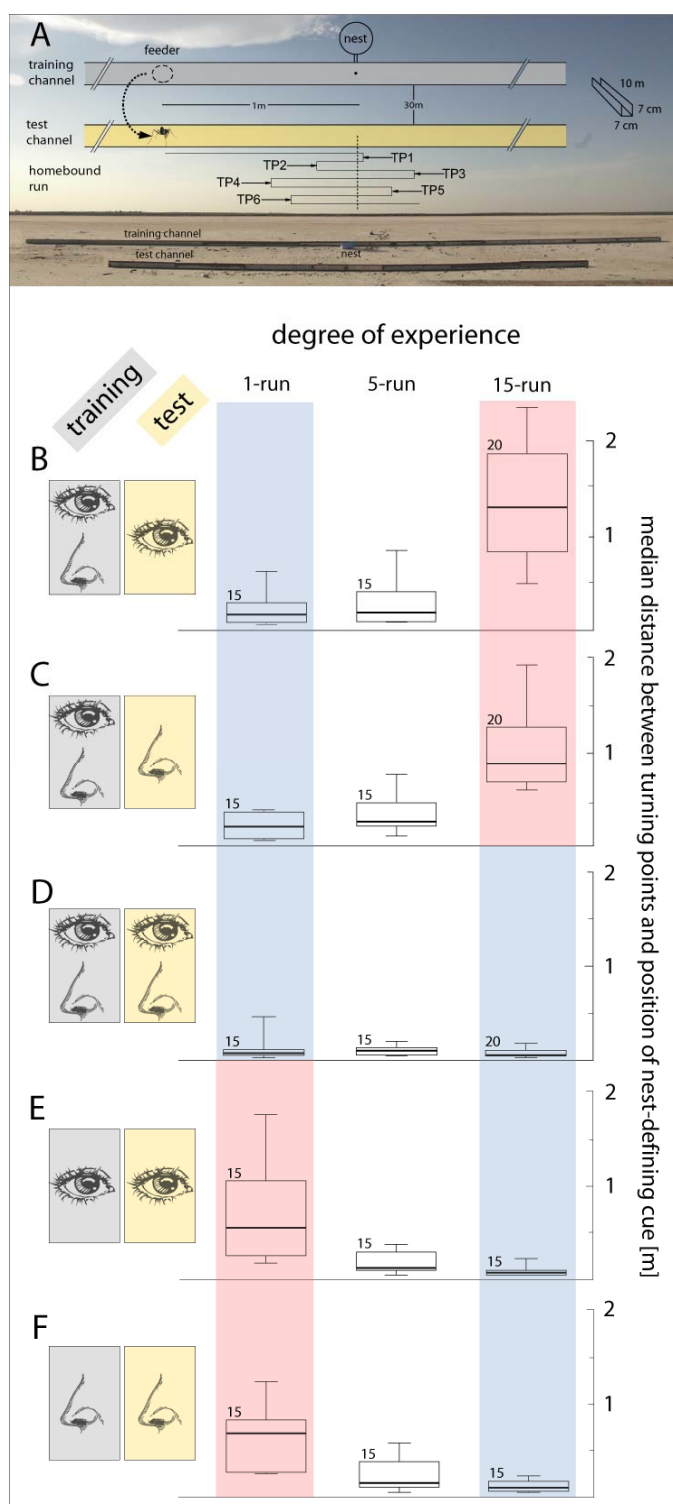 A
feeder
nest
training
channel
10 m
7 cm
7 cm
1m
30m
test
channel
TP1
TP2
TP3
homebound
run
TP4
TP5
TP6
training channel
test channel
nest
degree of experience
training
test
1-run
5-run
15-run
B
15
15
20
2
1
C
15
15
20
2
1
D
15
15
20
2
1
E
15
15
15
2
1
F
15
15
15
2
1
median distance between turning points and position of nest-defining cue [m]